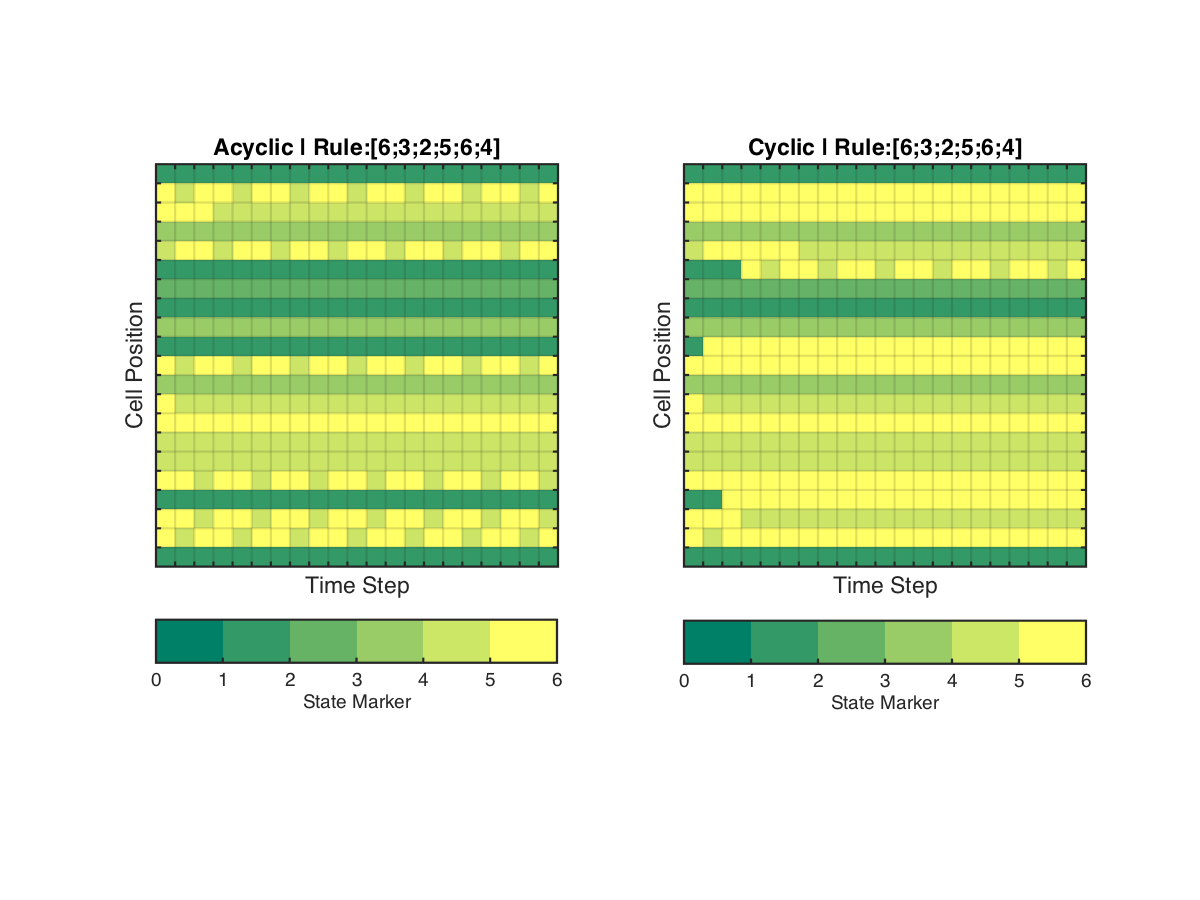 Acyclic | Rule:[6;3;2;5;6;4]
Cell Position
Time Step
0 1 2 3 4 5 6
State Marker
Cyclic | Rule:[6;3;2;5;6;4]
Cell Position
Time Step
0 1 2 3 4 5 6
State Marker